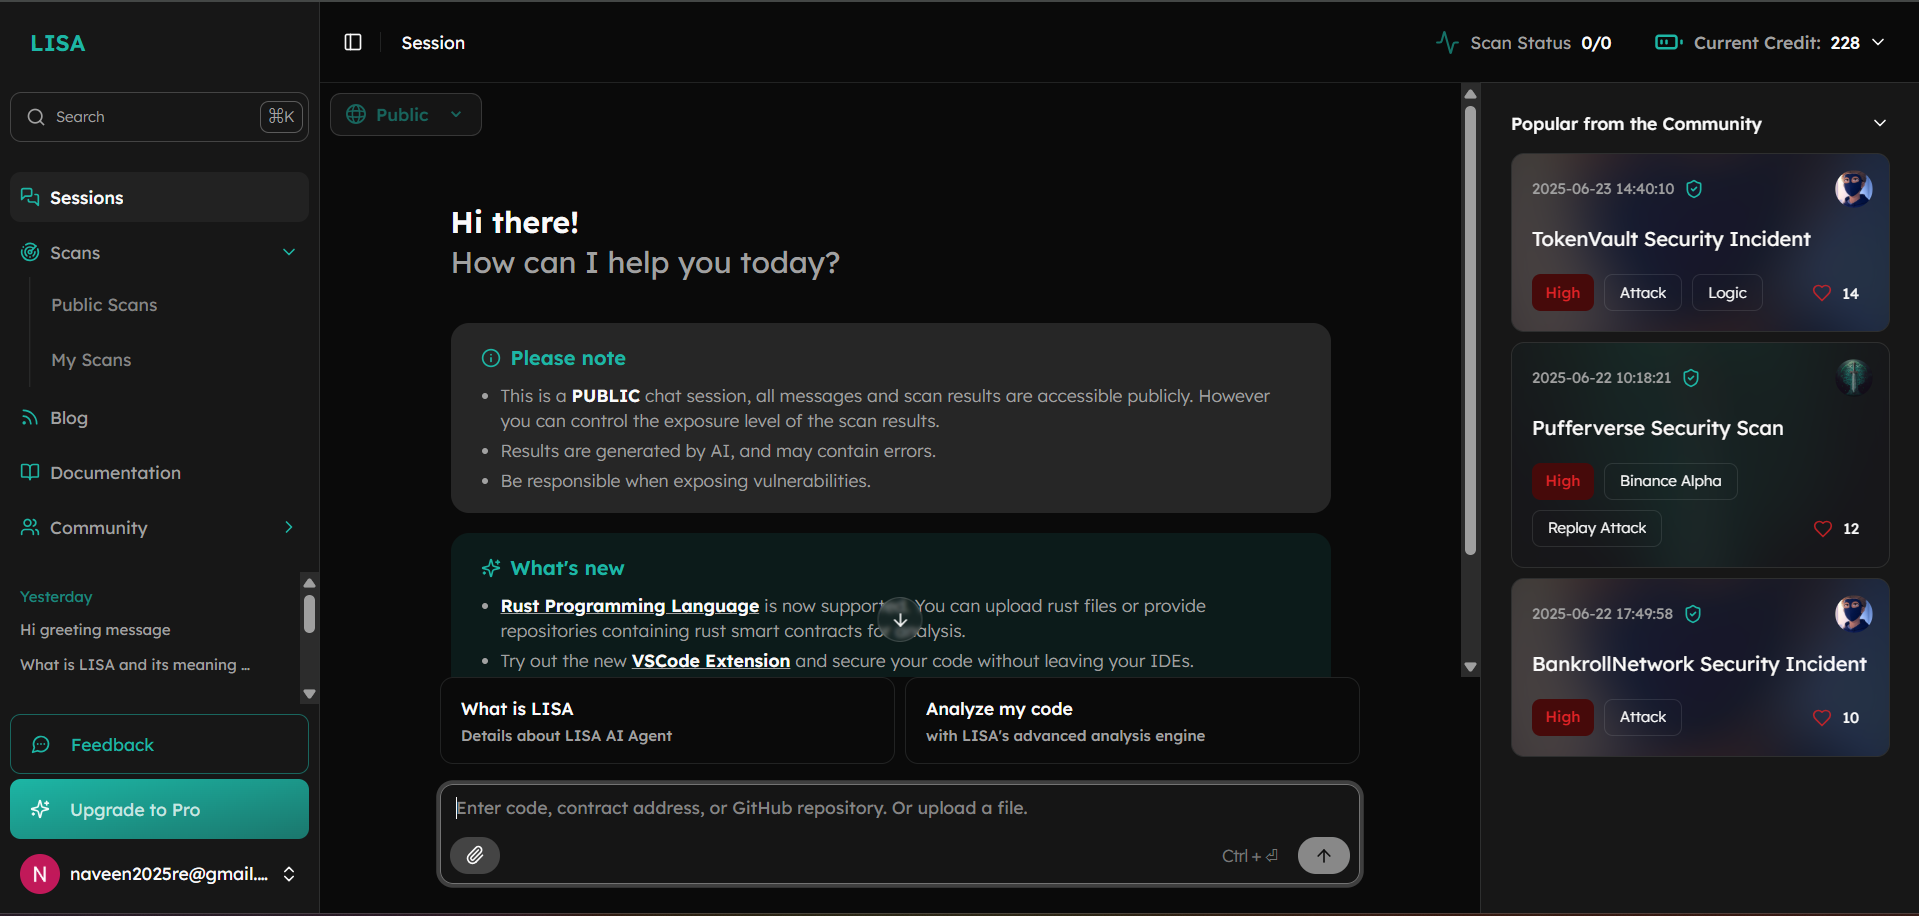 LISA
Search
⌘K
Sessions
Scans
Public Scans
My Scans
Blog
Documentation
Community
Yesterday
Hi greeting message
What is LISA and its meaning ...
Feedback
Upgrade to Pro
N
naveen2025re@gmail....
Session
Scan Status 0/0
Current Credit: 228
Public
Hi there!
How can I help you today?
Please note
• This is a PUBLIC chat session, all messages and scan results are accessible publicly. However
you can control the exposure level of the scan results.
• Results are generated by AI, and may contain errors.
• Be responsible when exposing vulnerabilities.
What's new
• Rust Programming Language is now support You can upload rust files or provide
repositories containing rust smart contracts fo alysis.
• Try out the new VSCode Extension and secure your code without leaving your IDEs.
What is LISA
Details about LISA AI Agent
Analyze my code
with LISA's advanced analysis engine
Enter code, contract address, or GitHub repository. Or upload a file.
Ctrl + ⏎
Popular from the Community
2025-06-23 14:40:10
TokenVault Security Incident
High
Attack
Logic
14
2025-06-22 10:18:21
Pufferverse Security Scan
High
Binance Alpha
Replay Attack
12
2025-06-22 17:49:58
BankrollNetwork Security Incident
High
Attack
10